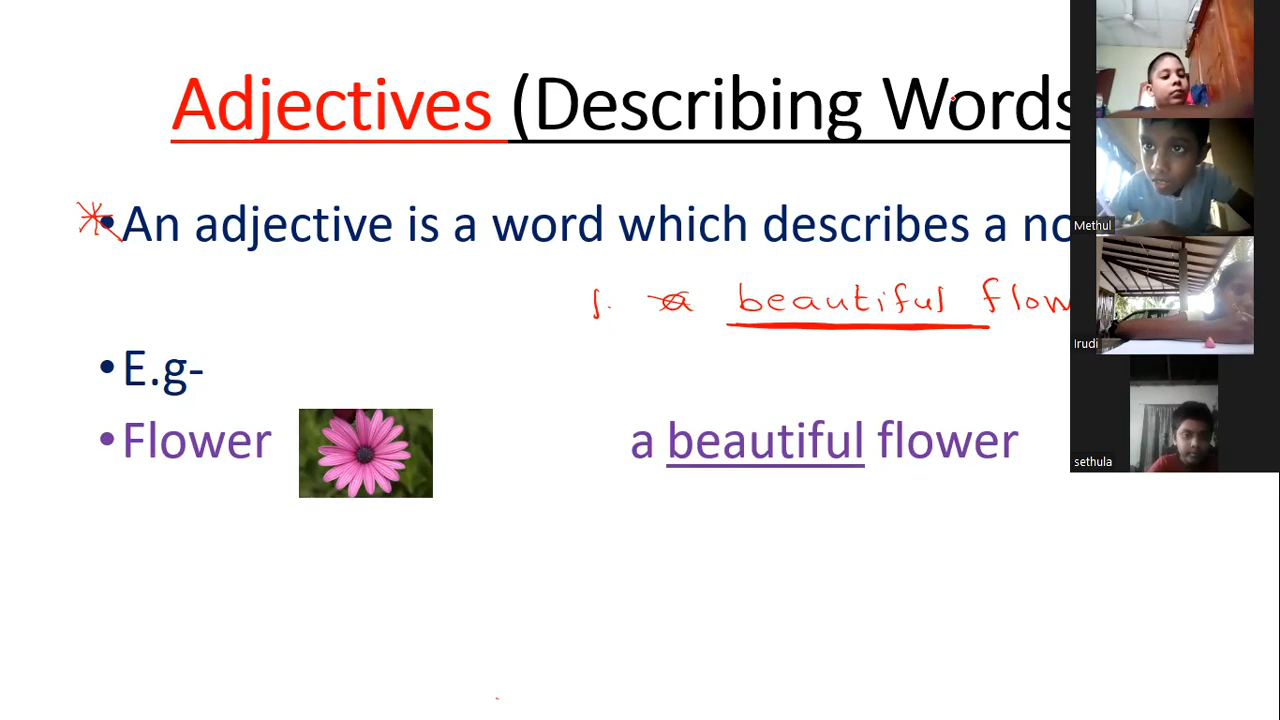 Adjectives (Describing Words
• An adjective is a word which describes a no
1. a beautiful flow
• E.g-
• Flower a beautiful flower
Methul
Irudi
sethula